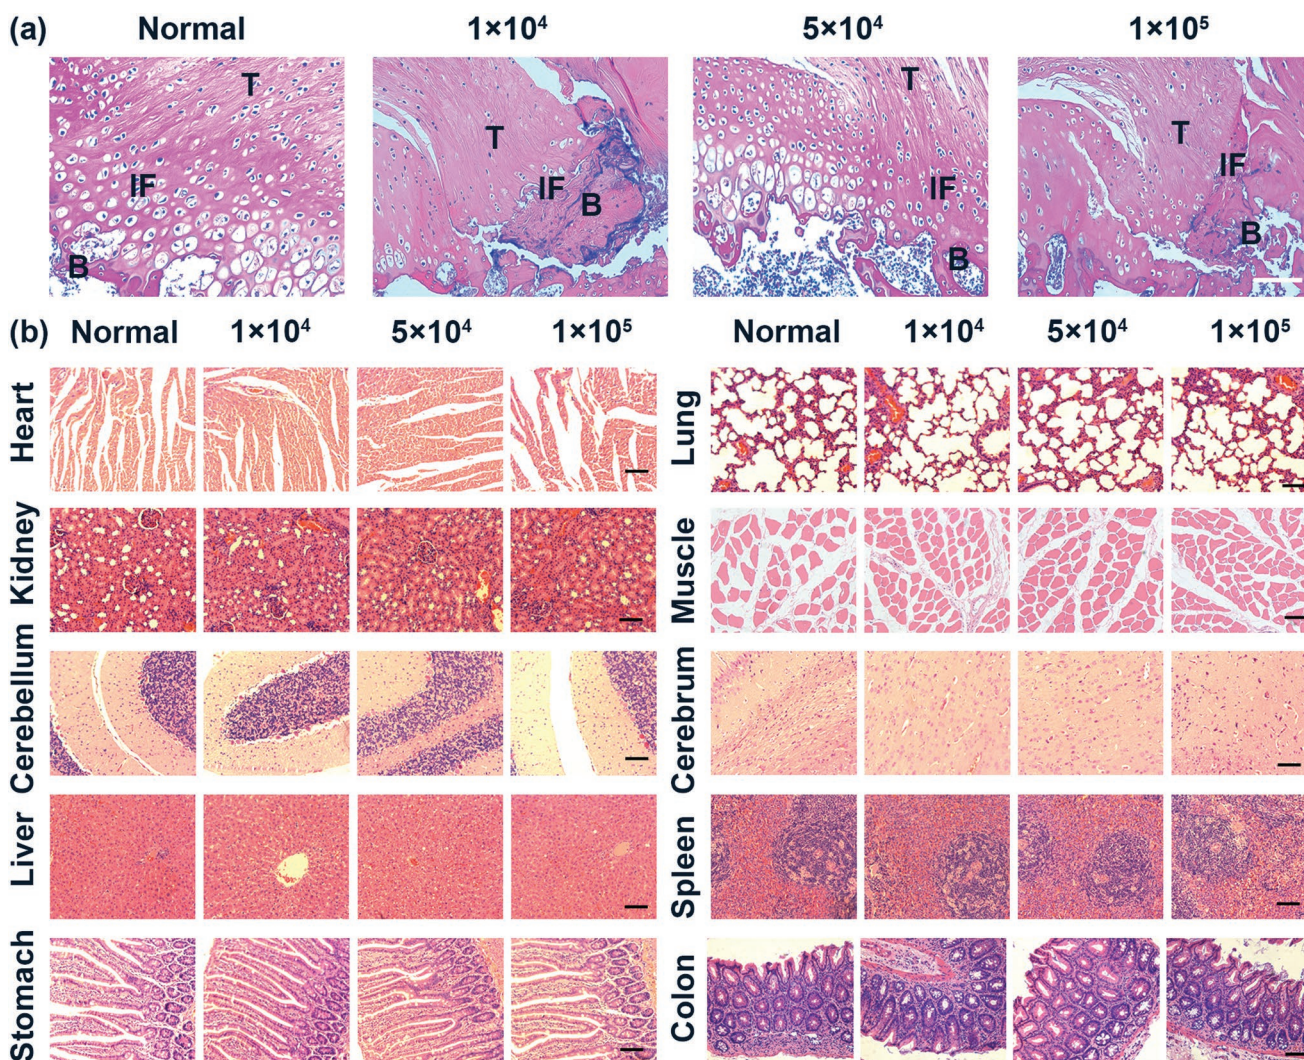 (a) Normal 1×10⁴ 5×10⁴ 1×10⁵
T T T T
IF IF IF IF
B B B B
(b) Normal 1×10⁴ 5×10⁴ 1×10⁵ Normal 1×10⁴ 5×10⁴ 1×10⁵
Heart Lung
Kidney Muscle
Cerebellum Cerebrum
Liver Spleen
Stomach Colon